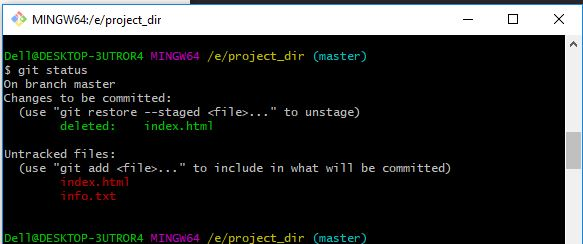 MINGW64:/e/project_dir
Dell@DESKTOP-3UTROR4 MINGW64 /e/project_dir (master)
$ git status
On branch master
Changes to be committed:
  (use "git restore --staged <file>..." to unstage)
        deleted:    index.html

Untracked files:
  (use "git add <file>..." to include in what will be committed)
        index.html
        info.txt

Dell@DESKTOP-3UTROR4 MINGW64 /e/project_dir (master)